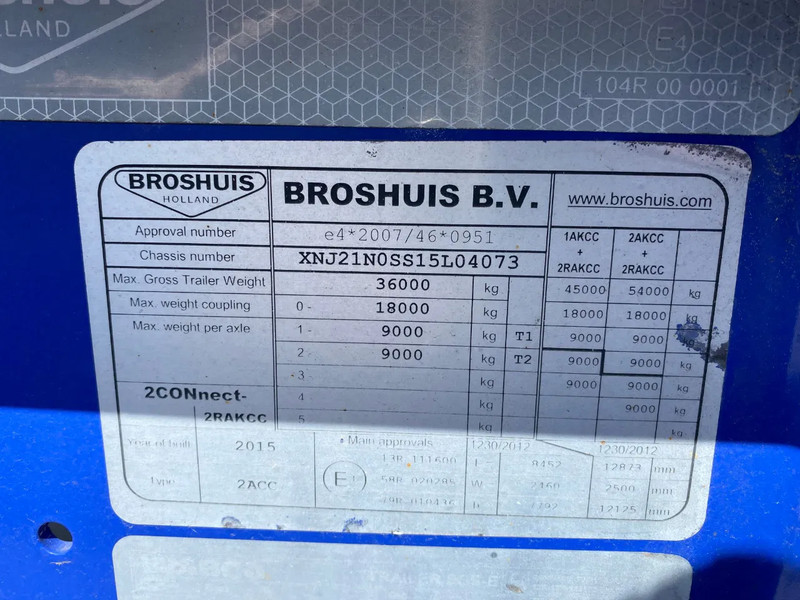 HOLLAND
E4
104R 00 0001
BROSHUIS HOLLAND BROSHUIS B.V. www.broshuis.com
Approval number e4*2007/46*0951 1AKCC + 2RAKCC 2AKCC + 2RAKCC
Chassis number XNJ21N0SS15L04073
Max. Gross Trailer Weight 36000 kg 45000 54000 kg
Max. weight coupling 0- 18000 kg 18000 18000 kg
Max. weight per axle 1- 9000 kg T1 9000 9000
2- 9000 kg T2 9000 9000 kg
-3- kg 9000 9000 kg
2CONnect- 4 kg 9000 kg
2RAKCC 5 kg kg
Year of built 2015 Main approvals 1230/2012 1230/2012
13R 111600 L 8452 12873 mm
Type 2ACC E 58R 020285 W 2460 2500 mm
12125 mm